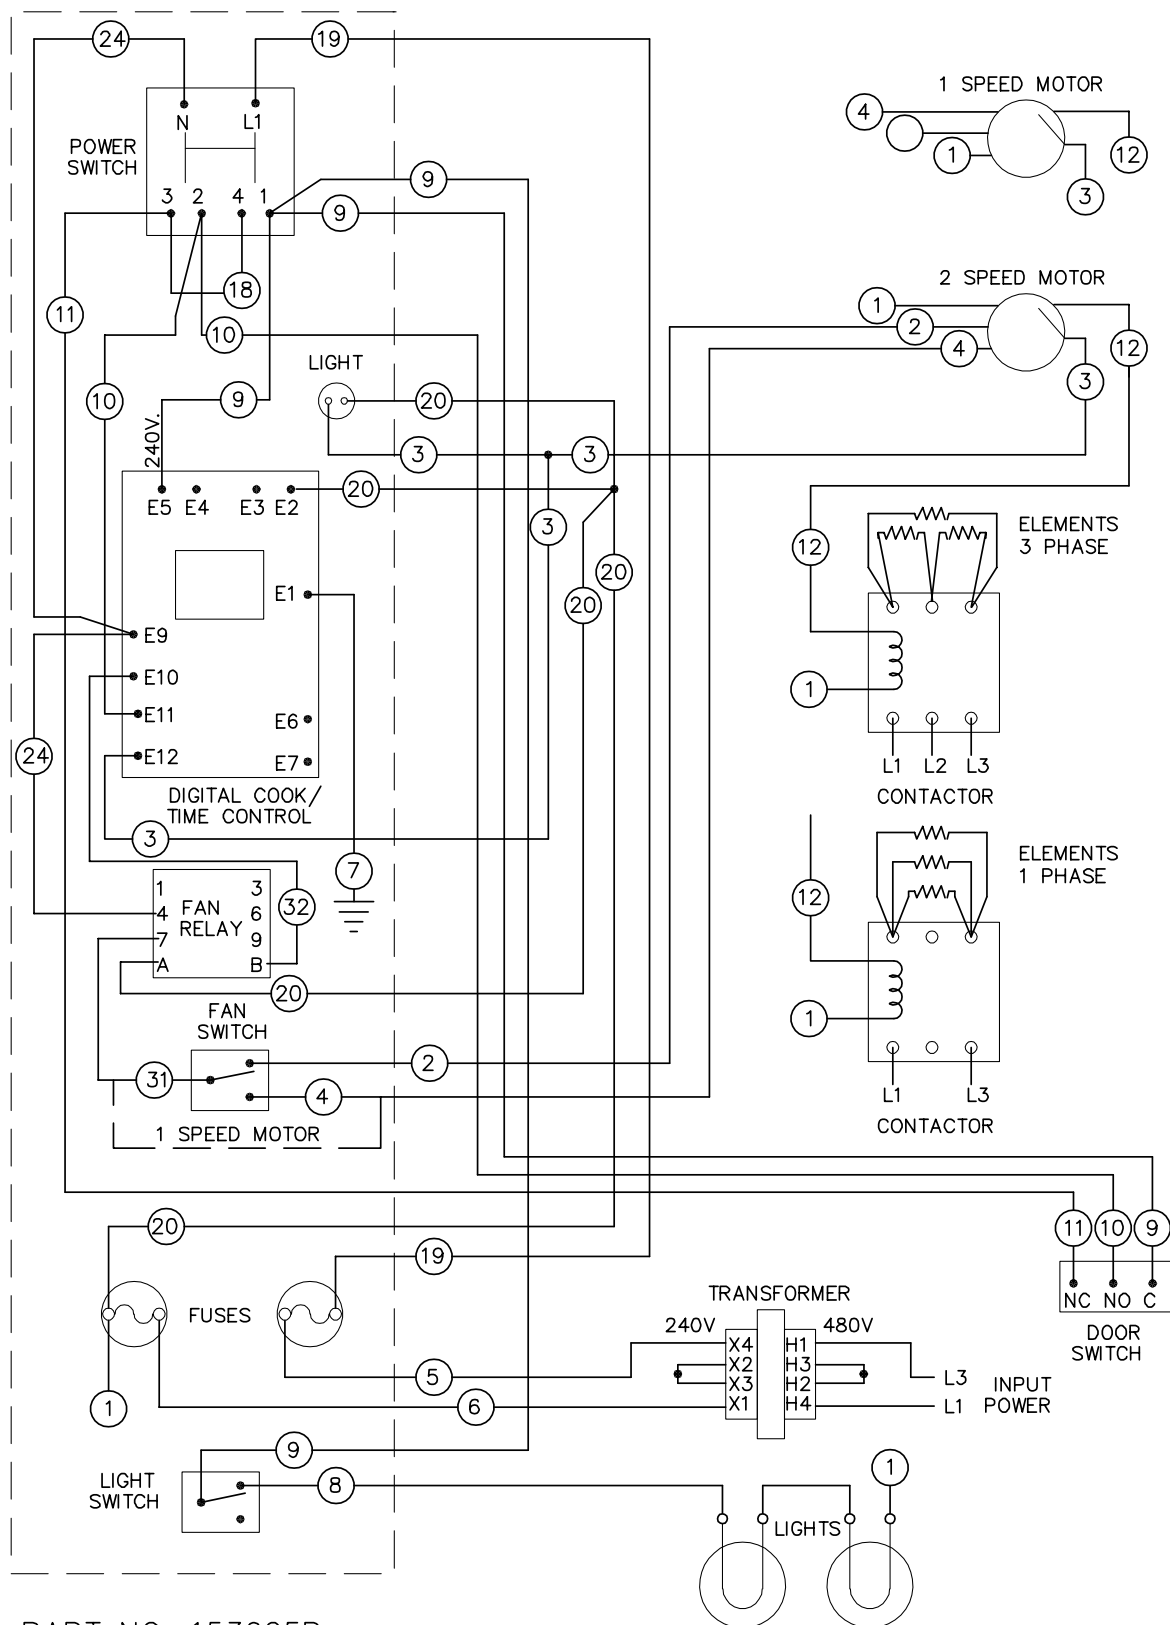 24
19
1 SPEED MOTOR
4
1
12
3
N
L1
POWER
SWITCH
3 2 4 1
9
9
18
11
10
2 SPEED MOTOR
1
2
4
12
3
LIGHT
10
9
20
240V.
3
3
E5 E4 E3 E2
20
3
20
20
ELEMENTS
3 PHASE
12
1
L1 L2 L3
CONTACTOR
E1
E9
E10
E11
E6
E12
E7
24
DIGITAL COOK/
TIME CONTROL
3
7
ELEMENTS
1 PHASE
12
1
L1 L3
CONTACTOR
1 3
4 FAN 6
RELAY
7 9
A B
32
20
FAN
SWITCH
2
31
4
1 SPEED MOTOR
20
19
11
10
9
NC NO C
DOOR
SWITCH
FUSES
TRANSFORMER
240V 480V
X4 H1
X2 H3
X3 H2
X1 H4
5
6
1
L3
L1
INPUT
POWER
9
LIGHT
SWITCH
8
1
LIGHTS